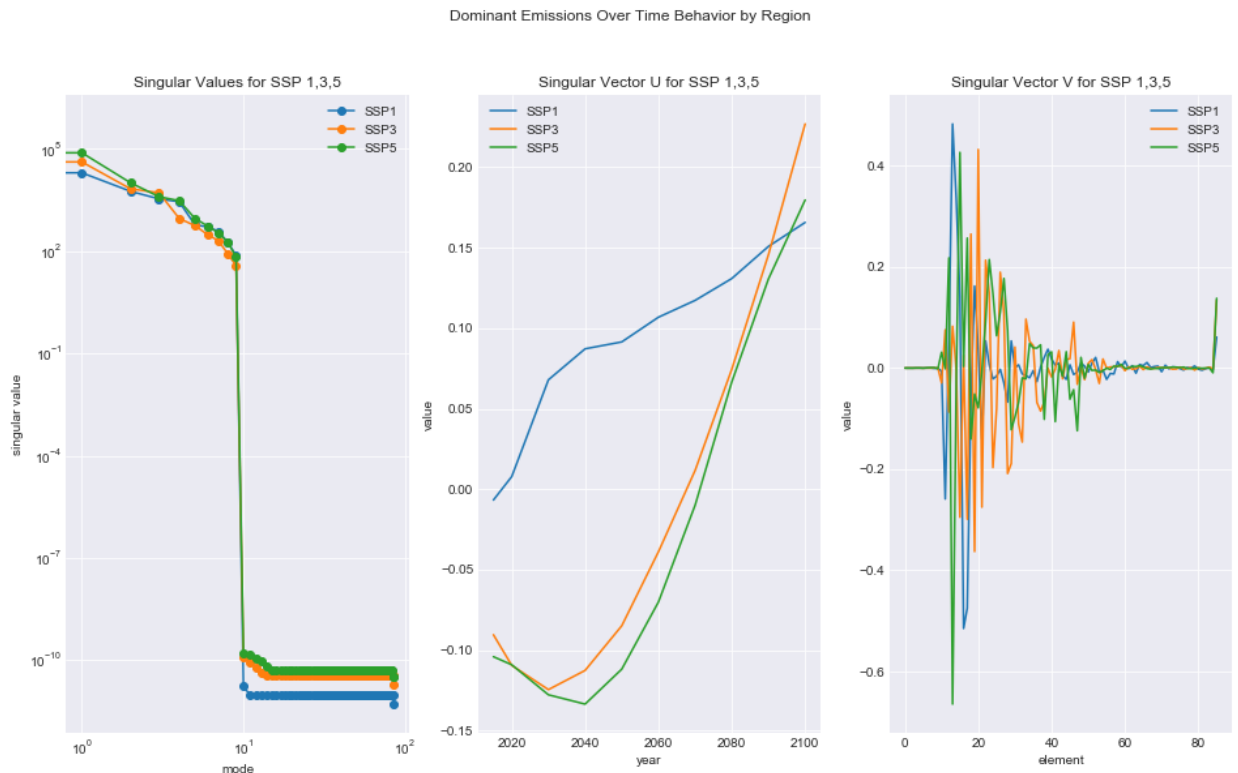 Dominant Emissions Over Time Behavior by Region
Singular Values for SSP 1,3,5
SSP1
SSP3
SSP5
10^5
10^2
10^−1
10^−4
10^−7
10^−10
singular value
10^0
10^1
10^2
mode
Singular Vector U for SSP 1,3,5
SSP1
SSP3
SSP5
0.20
0.15
0.10
0.05
0.00
−0.05
−0.10
−0.15
value
2020
2040
2060
2080
2100
year
Singular Vector V for SSP 1,3,5
SSP1
SSP3
SSP5
0.4
0.2
0.0
−0.2
−0.4
−0.6
value
0
20
40
60
80
element